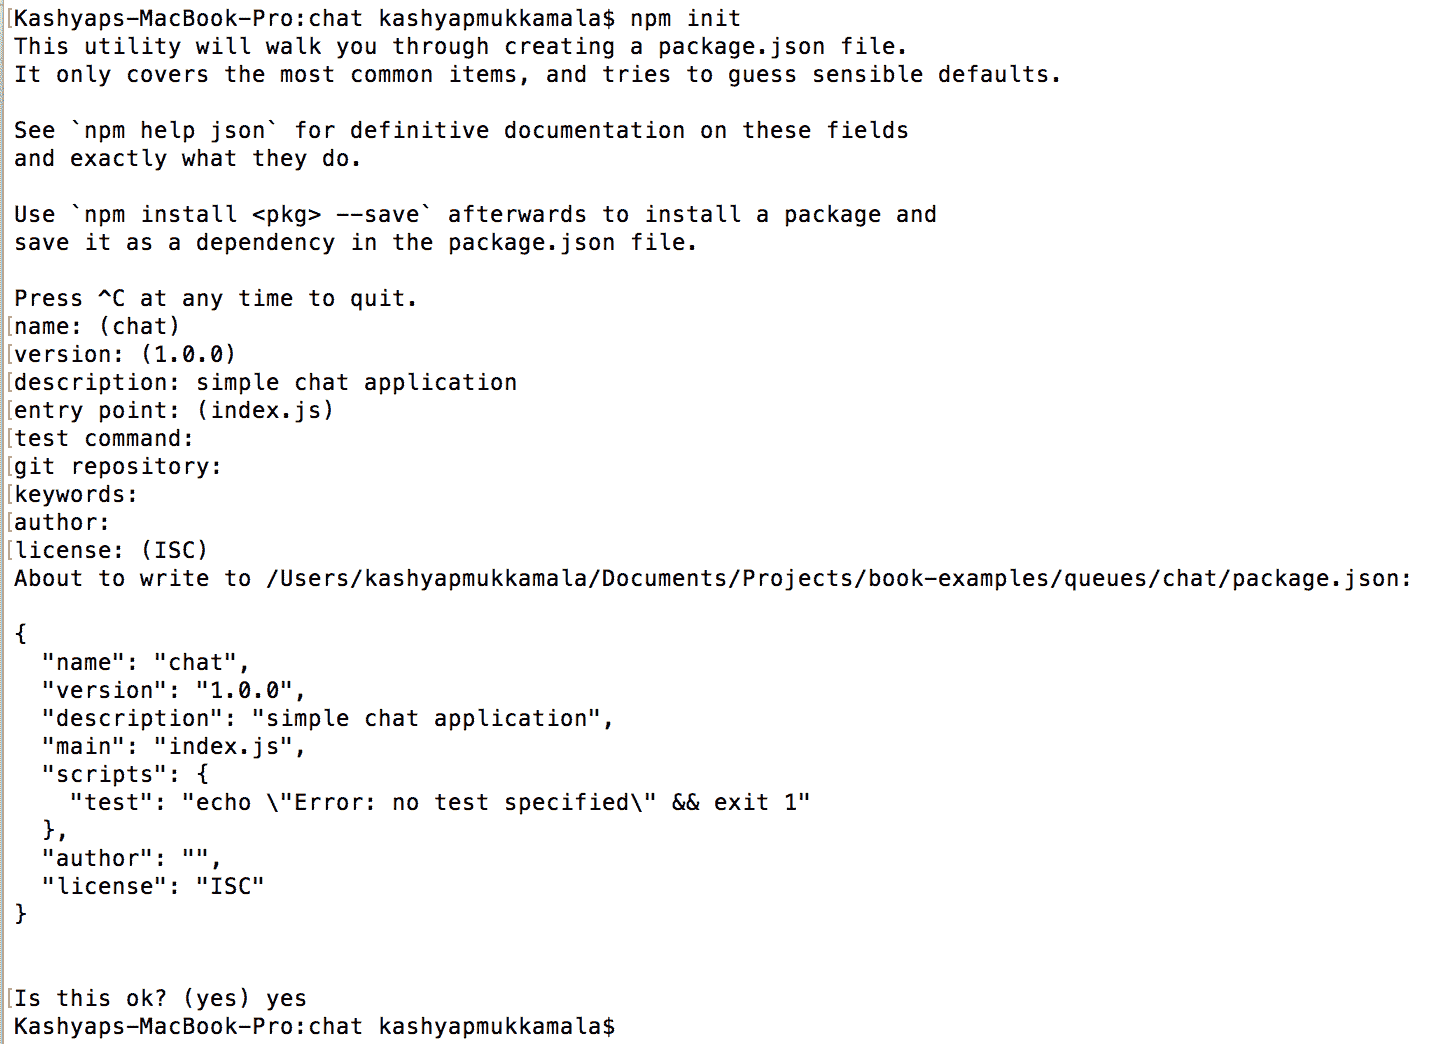 [Kashyaps-MacBook-Pro:chat kashyapmukkamala$ npm init
This utility will walk you through creating a package.json file.
It only covers the most common items, and tries to guess sensible defaults.

See `npm help json` for definitive documentation on these fields
and exactly what they do.

Use `npm install <pkg> --save` afterwards to install a package and
save it as a dependency in the package.json file.

Press ^C at any time to quit.
[name: (chat)
[version: (1.0.0)
[description: simple chat application
[entry point: (index.js)
[test command:
[git repository:
[keywords:
[author:
[license: (ISC)
About to write to /Users/kashyapmukkamala/Documents/Projects/book-examples/queues/chat/package.json:

{
  "name": "chat",
  "version": "1.0.0",
  "description": "simple chat application",
  "main": "index.js",
  "scripts": {
    "test": "echo \"Error: no test specified\" && exit 1"
  },
  "author": "",
  "license": "ISC"
}

[Is this ok? (yes) yes
Kashyaps-MacBook-Pro:chat kashyapmukkamala$